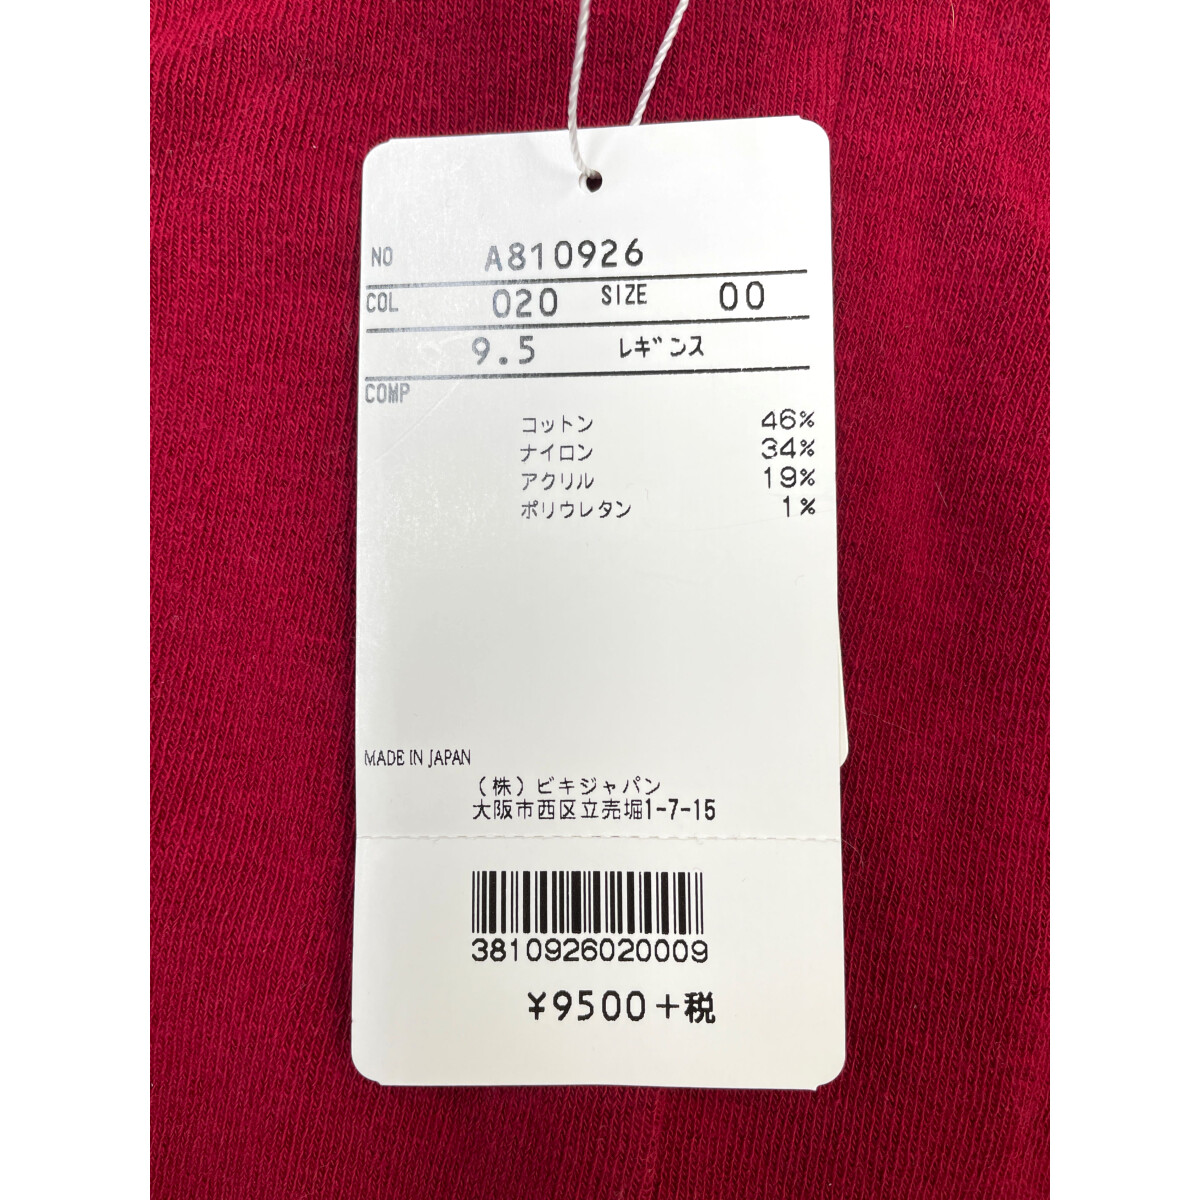 NO A810926
COL 020 SIZE 00
9.5 レギンス
COMP
コットン 46%
ナイロン 34%
アクリル 19%
ポリウレタン 1%
MADE IN JAPAN
(株)ビキジャパン
大阪市西区立売堀1-7-15
3810926020009
¥9500+税